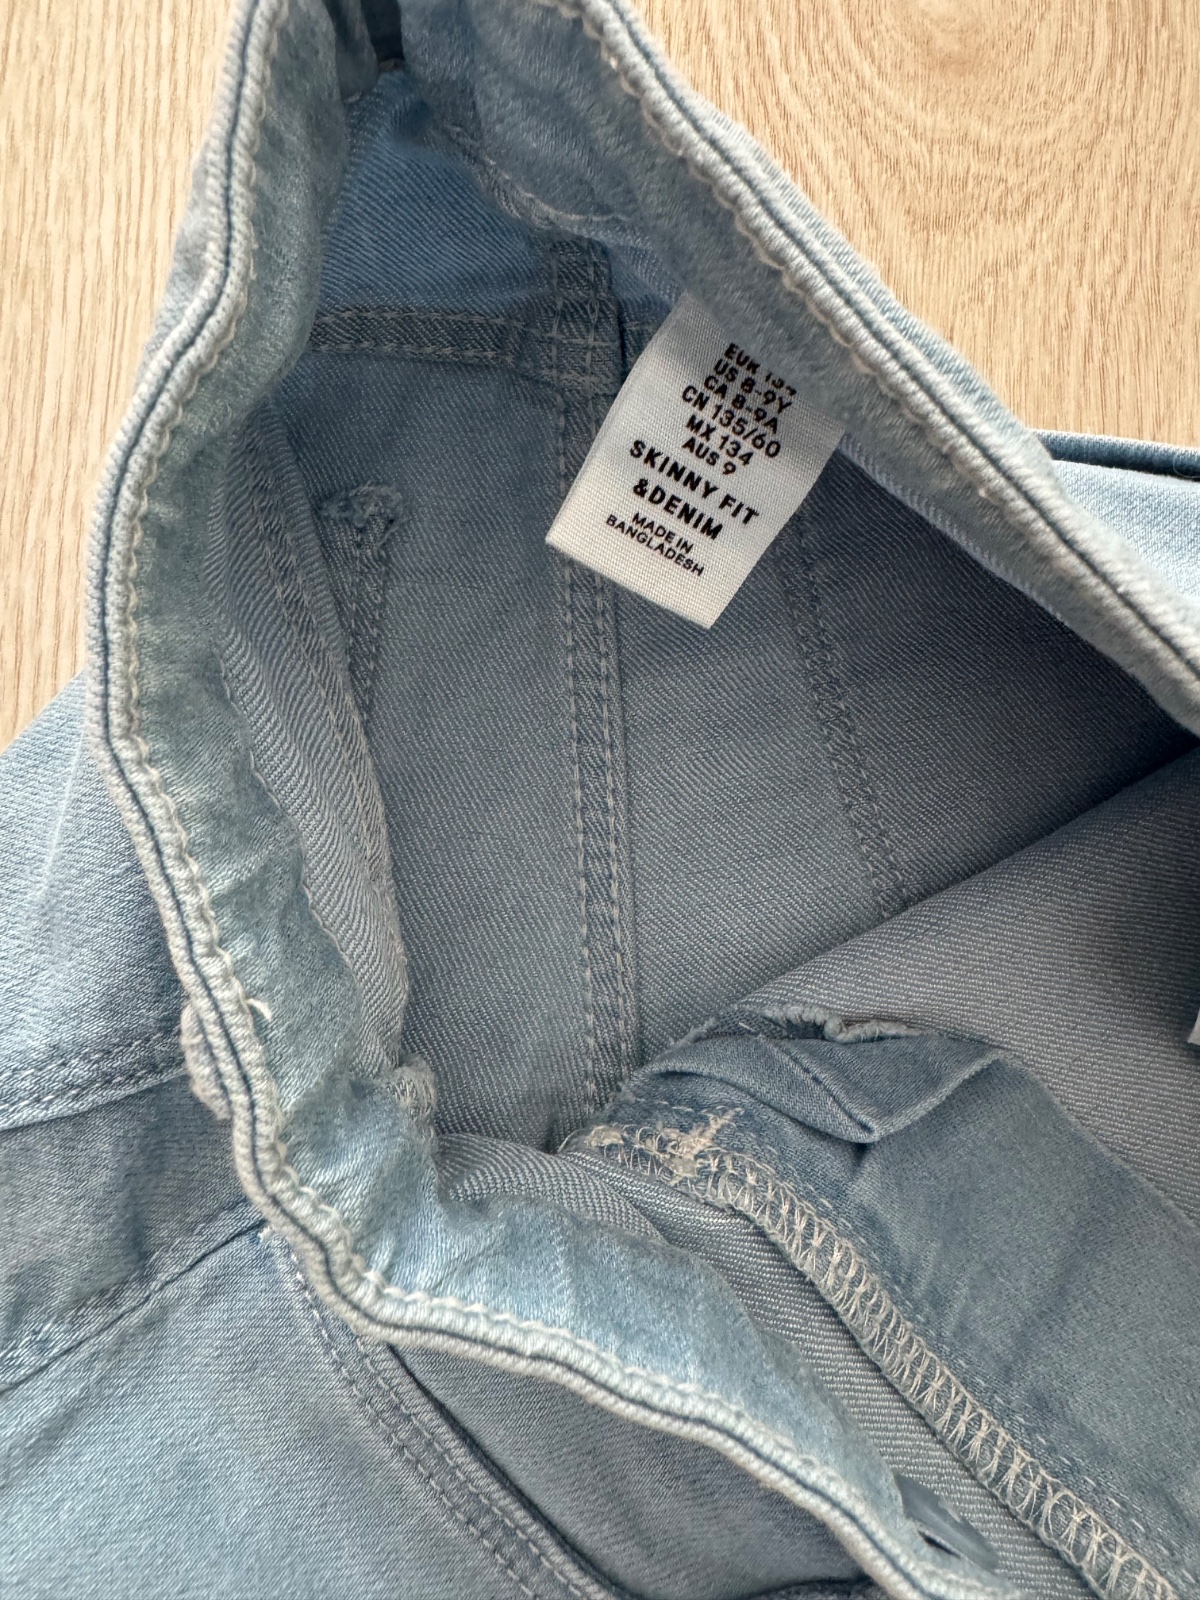 EUR 134
US 8-9Y
CA 8-9A
CN 135/60
MX 134
AUS 9
SKINNY FIT
&DENIM
MADE IN
BANGLADESH